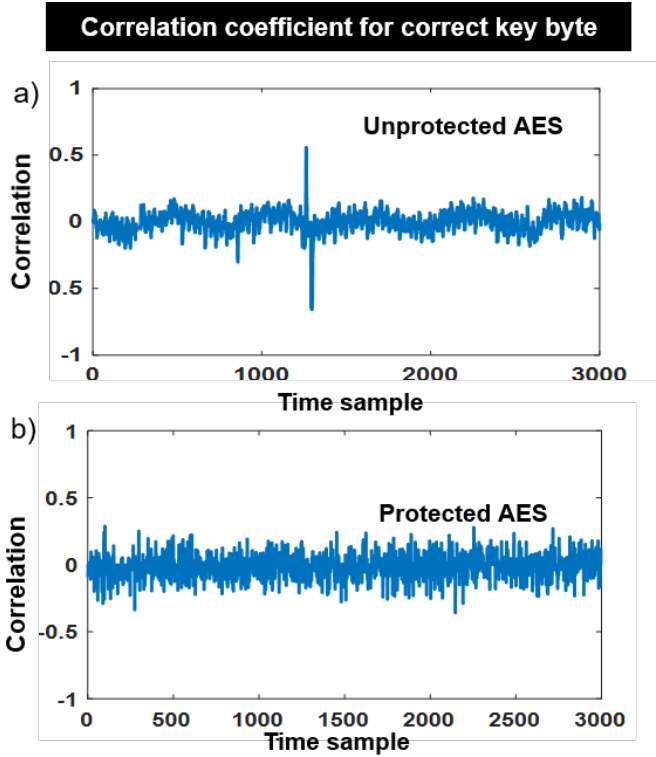 Correlation coefficient for correct key byte
a)
Unprotected AES
Correlation
1
0.5
0
0.5
-1
0
1000
2000
3000
Time sample
b)
Protected AES
Correlation
1
0.5
0
-0.5
-1
0
500
1000
1500
2000
2500
3000
Time sample